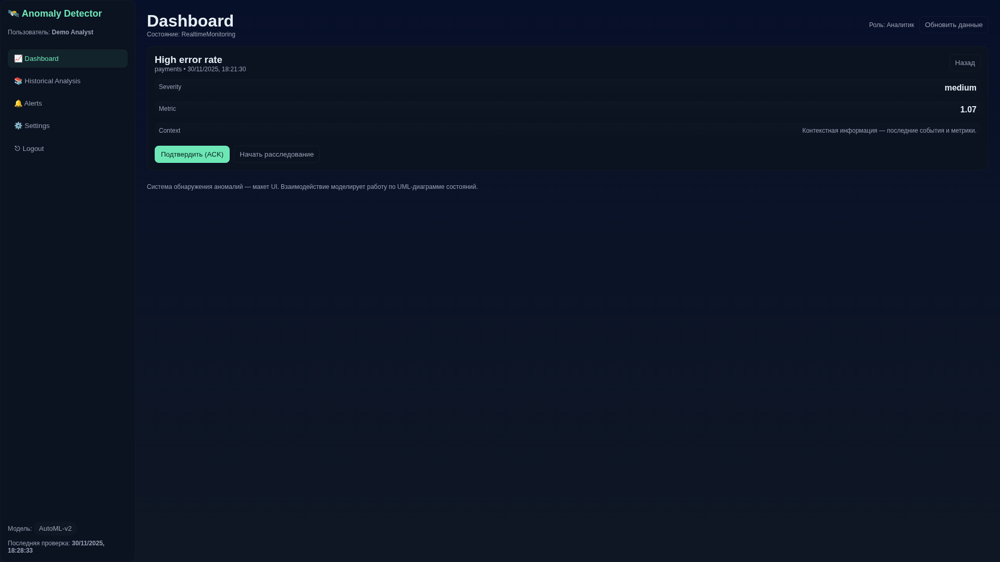 Anomaly Detector
Пользователь: Demo Analyst
Dashboard
Historical Analysis
Alerts
Settings
Logout
Модель: AutoML-v2
Последняя проверка: 30/11/2025,
18:28:33
Dashboard
Состояние: RealtimeMonitoring
Роль: Аналитик
Обновить данные
High error rate
payments • 30/11/2025, 18:21:30
Назад
Severity
medium
Metric
1.07
Context
Контекстная информация — последние события и метрики.
Подтвердить (ACK)
Начать расследование
Система обнаружения аномалий — макет UI. Взаимодействие моделирует работу по UML-диаграмме состояний.